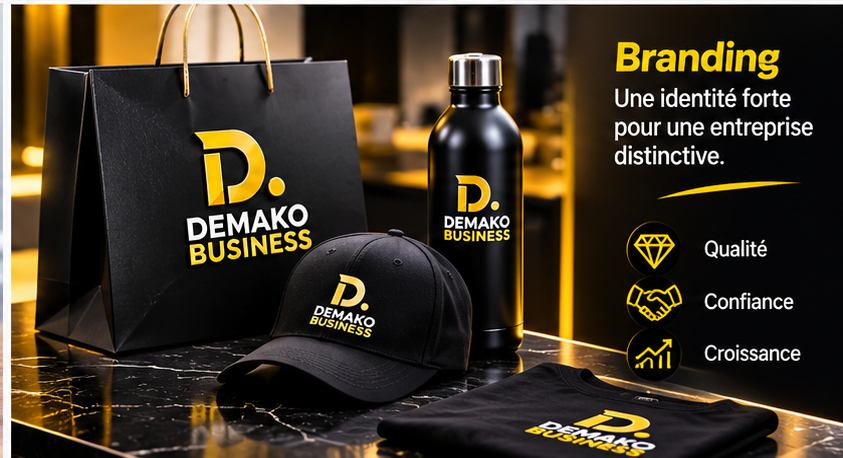 D.
DEMAKO
BUSINESS
D.
DEMAKO
BUSINESS
D.
DEMAKO
BUSINESS
D.
DEMAKO
BUSINESS
Branding
Une identité forte
pour une entreprise
distinctive.
Qualité
Confiance
Croissance